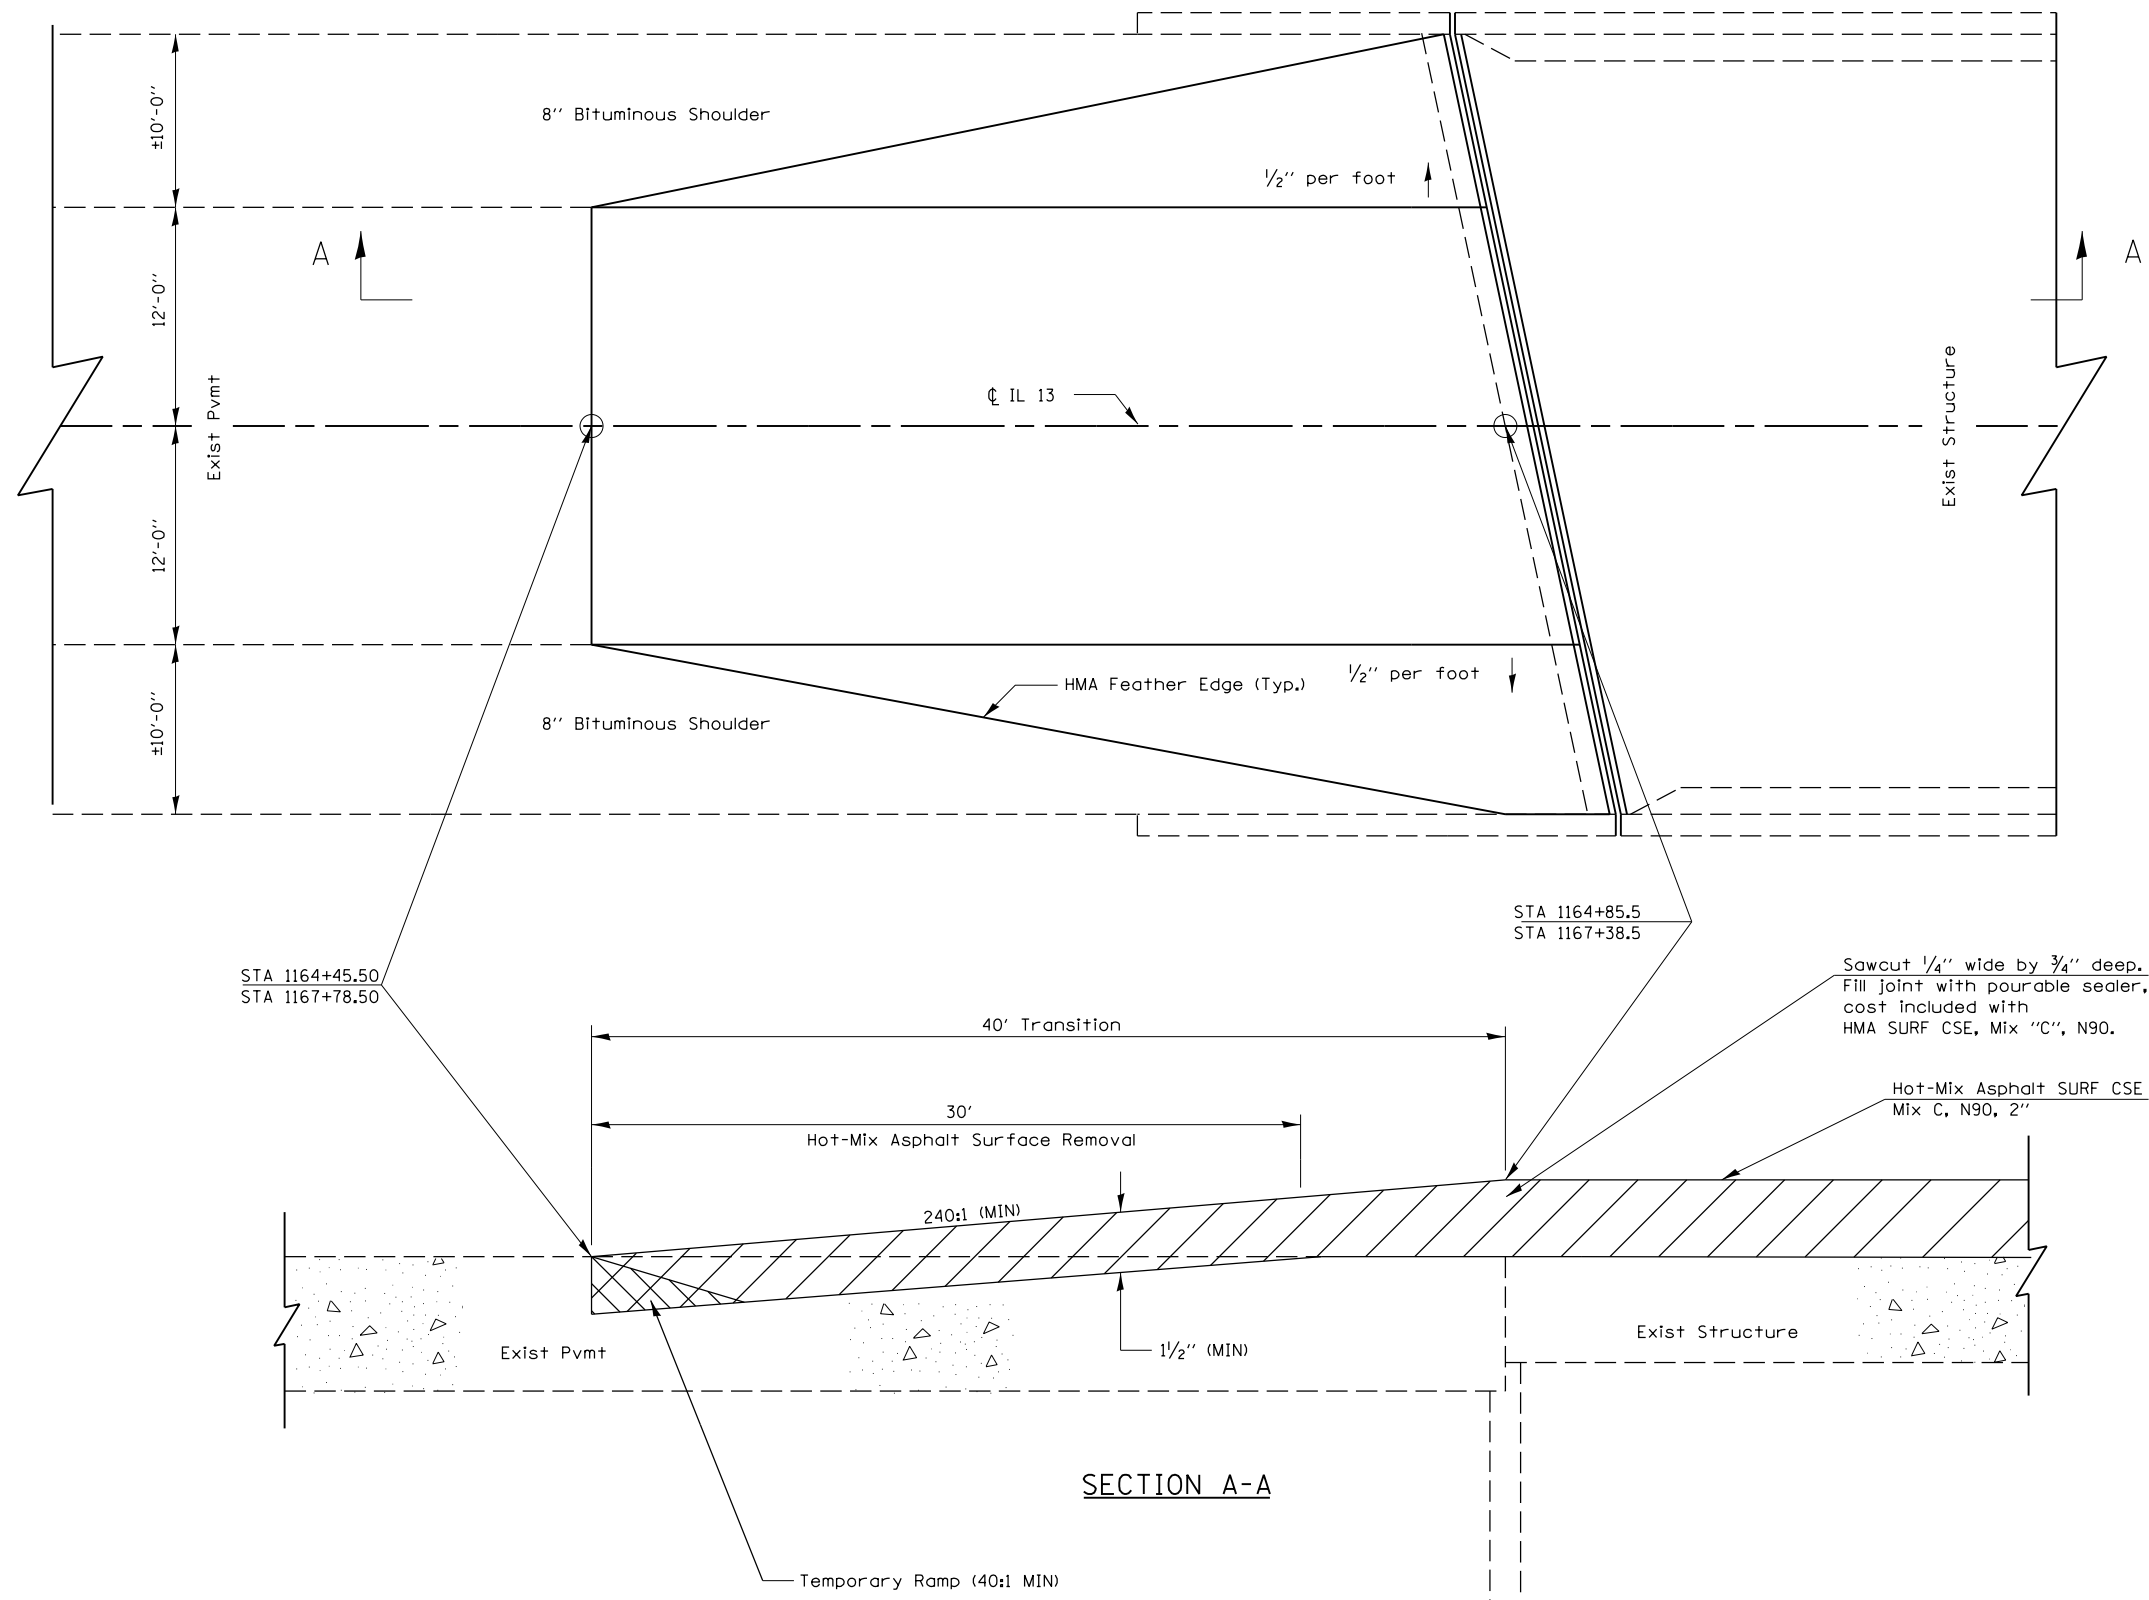 ±10'-0"
8" Bituminous Shoulder
1/2" per foot
A
A
12'-0"
℄ IL 13
Exist Pvmt
Exist Structure
12'-0"
1/2" per foot
HMA Feather Edge (Typ.)
±10'-0"
8" Bituminous Shoulder
STA 1164+85.5
STA 1167+38.5
STA 1164+45.50
STA 1167+78.50
Sawcut 1/4" wide by 3/4" deep.
Fill joint with pourable sealer,
cost included with
HMA SURF CSE, Mix "C", N90.
40' Transition
Hot-Mix Asphalt SURF CSE
Mix C, N90, 2"
30'
Hot-Mix Asphalt Surface Removal
240:1 (MIN)
Exist Pvmt
1 1/2" (MIN)
Exist Structure
SECTION A-A
Temporary Ramp (40:1 MIN)